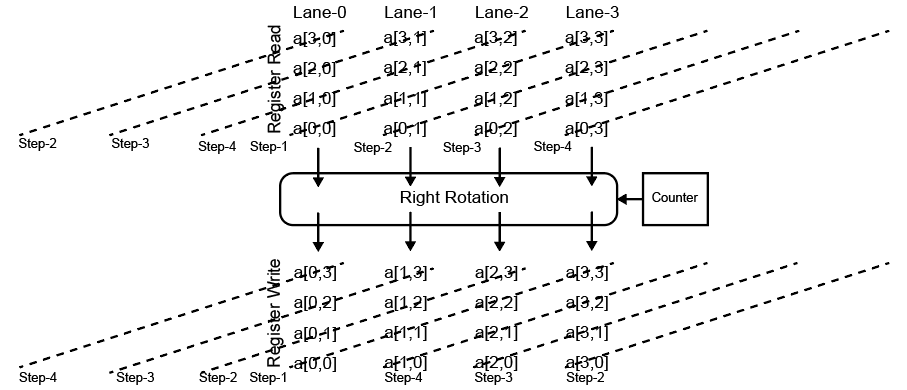 Lane-0 Lane-1 Lane-2 Lane-3
Register Read
a[3,0] a[3,1] a[3,2] a[3,3]
a[2,0] a[2,1] a[2,2] a[2,3]
a[1,0] a[1,1] a[1,2] a[1,3]
a[0,0] a[0,1] a[0,2] a[0,3]
Step-2 Step-3 Step-4 Step-1 Step-2 Step-3 Step-4
Right Rotation
Counter
Register Write
a[0,3] a[1,3] a[2,3] a[3,3]
a[0,2] a[1,2] a[2,2] a[3,2]
a[0,1] a[1,1] a[2,1] a[3,1]
a[0,0] a[1,0] a[2,0] a[3,0]
Step-4 Step-3 Step-2 Step-1 Step-4 Step-3 Step-2